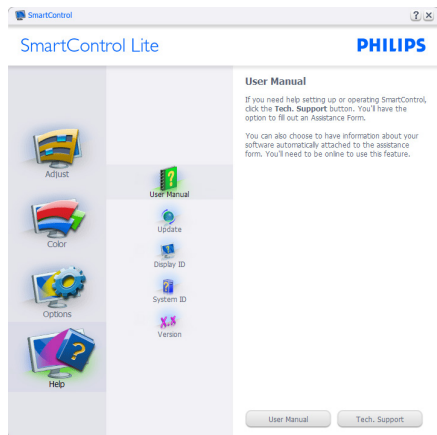 SmartControl
SmartControl Lite
PHILIPS
Adjust
Color
Options
Help
User Manual
Update
Display ID
System ID
X.X
Version
User Manual
If you need help setting up or operating SmartControl,
click the Tech. Support button. You'll have the
option to fill out an Assistance Form.
You can also choose to have information about your
software automatically attached to the assistance
form. You'll need to be online to use this feature.
User Manual
Tech. Support